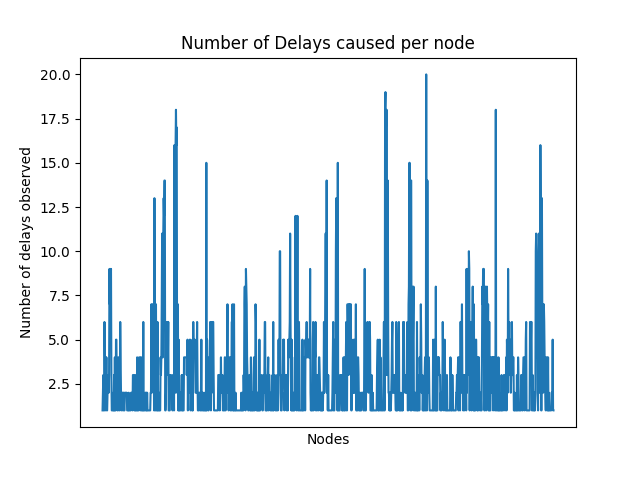 Number of Delays caused per node
Number of delays observed
20.0
17.5
15.0
12.5
10.0
7.5
5.0
2.5
Nodes